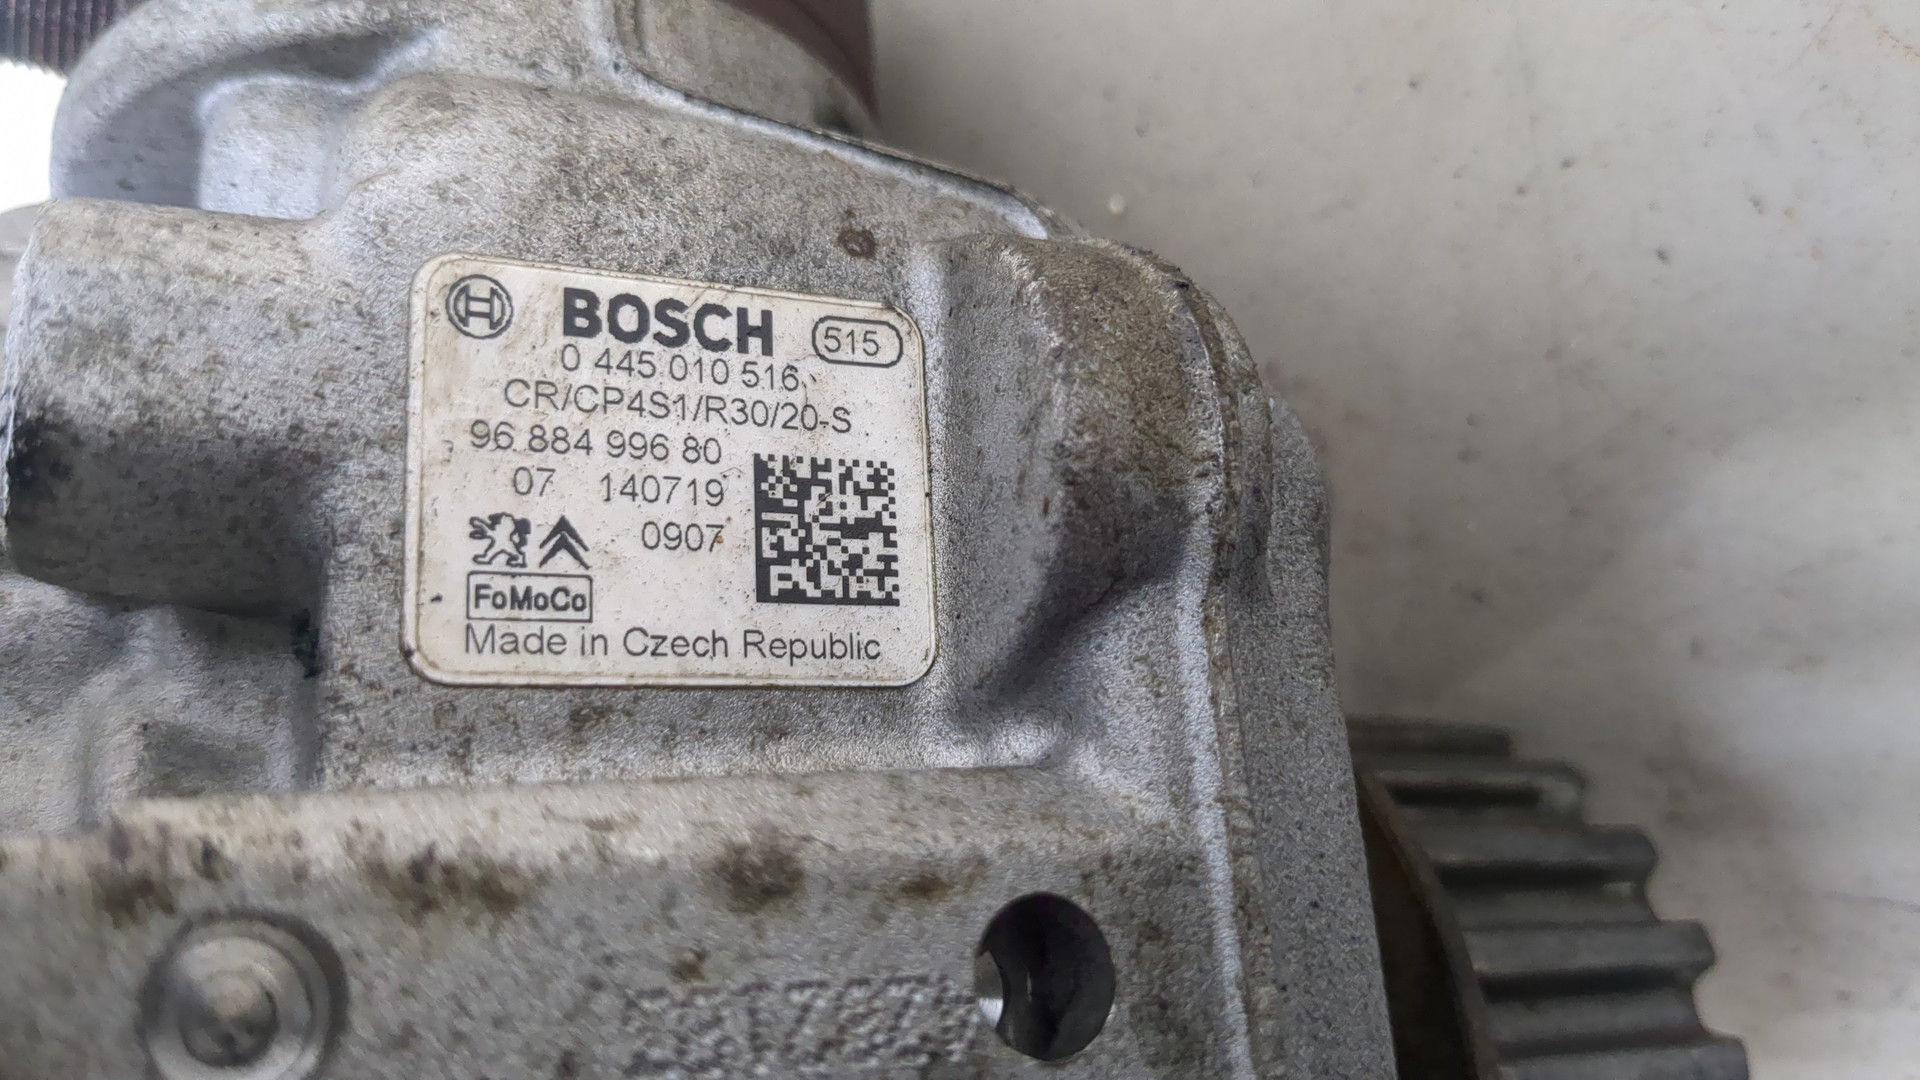 BOSCH 515
0 445 010 516
CR/CP4S1/R30/20-S
96 884 996 80
07 140719
0907
FoMoCo
Made in Czech Republic